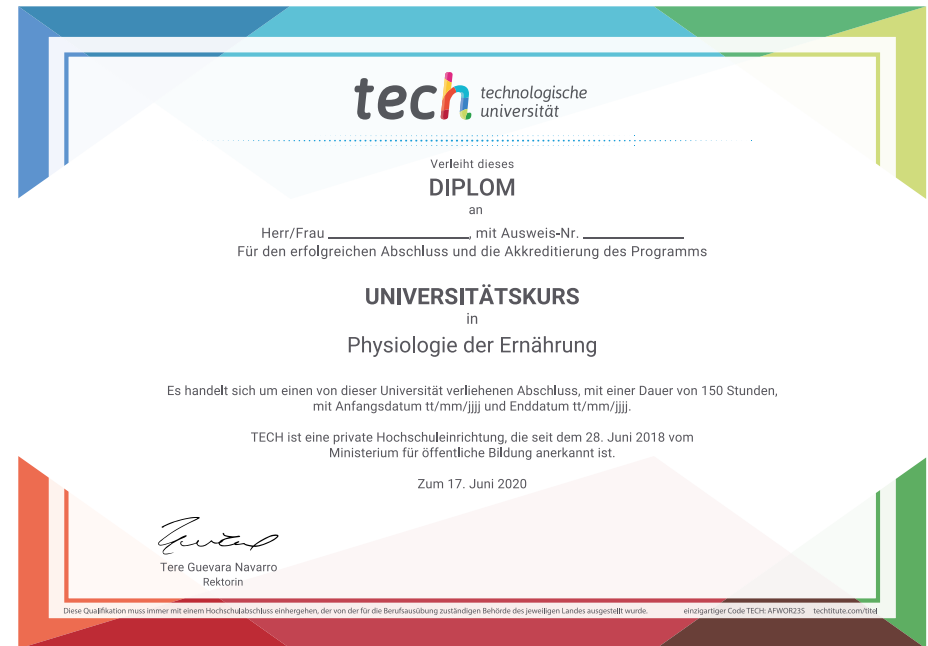 tech technologische
universität
Verleiht dieses
DIPLOM
an
Herr/Frau ____________________, mit Ausweis-Nr. ______________
Für den erfolgreichen Abschluss und die Akkreditierung des Programms
UNIVERSITÄTSKURS
in
Physiologie der Ernährung
Es handelt sich um einen von dieser Universität verliehenen Abschluss, mit einer Dauer von 150 Stunden,
mit Anfangsdatum tt/mm/jjjj und Enddatum tt/mm/jjjj.
TECH ist eine private Hochschuleinrichtung, die seit dem 28. Juni 2018 vom
Ministerium für öffentliche Bildung anerkannt ist.
Zum 17. Juni 2020
Tere Guevara Navarro
Rektorin
Diese Qualifikation muss immer mit einem Hochschulabschluss einhergehen, der von der für die Berufsausübung zuständigen Behörde des jeweiligen Landes ausgestellt wurde. einzigartiger Code TECH: AFWOR23S techtitute.com/titel